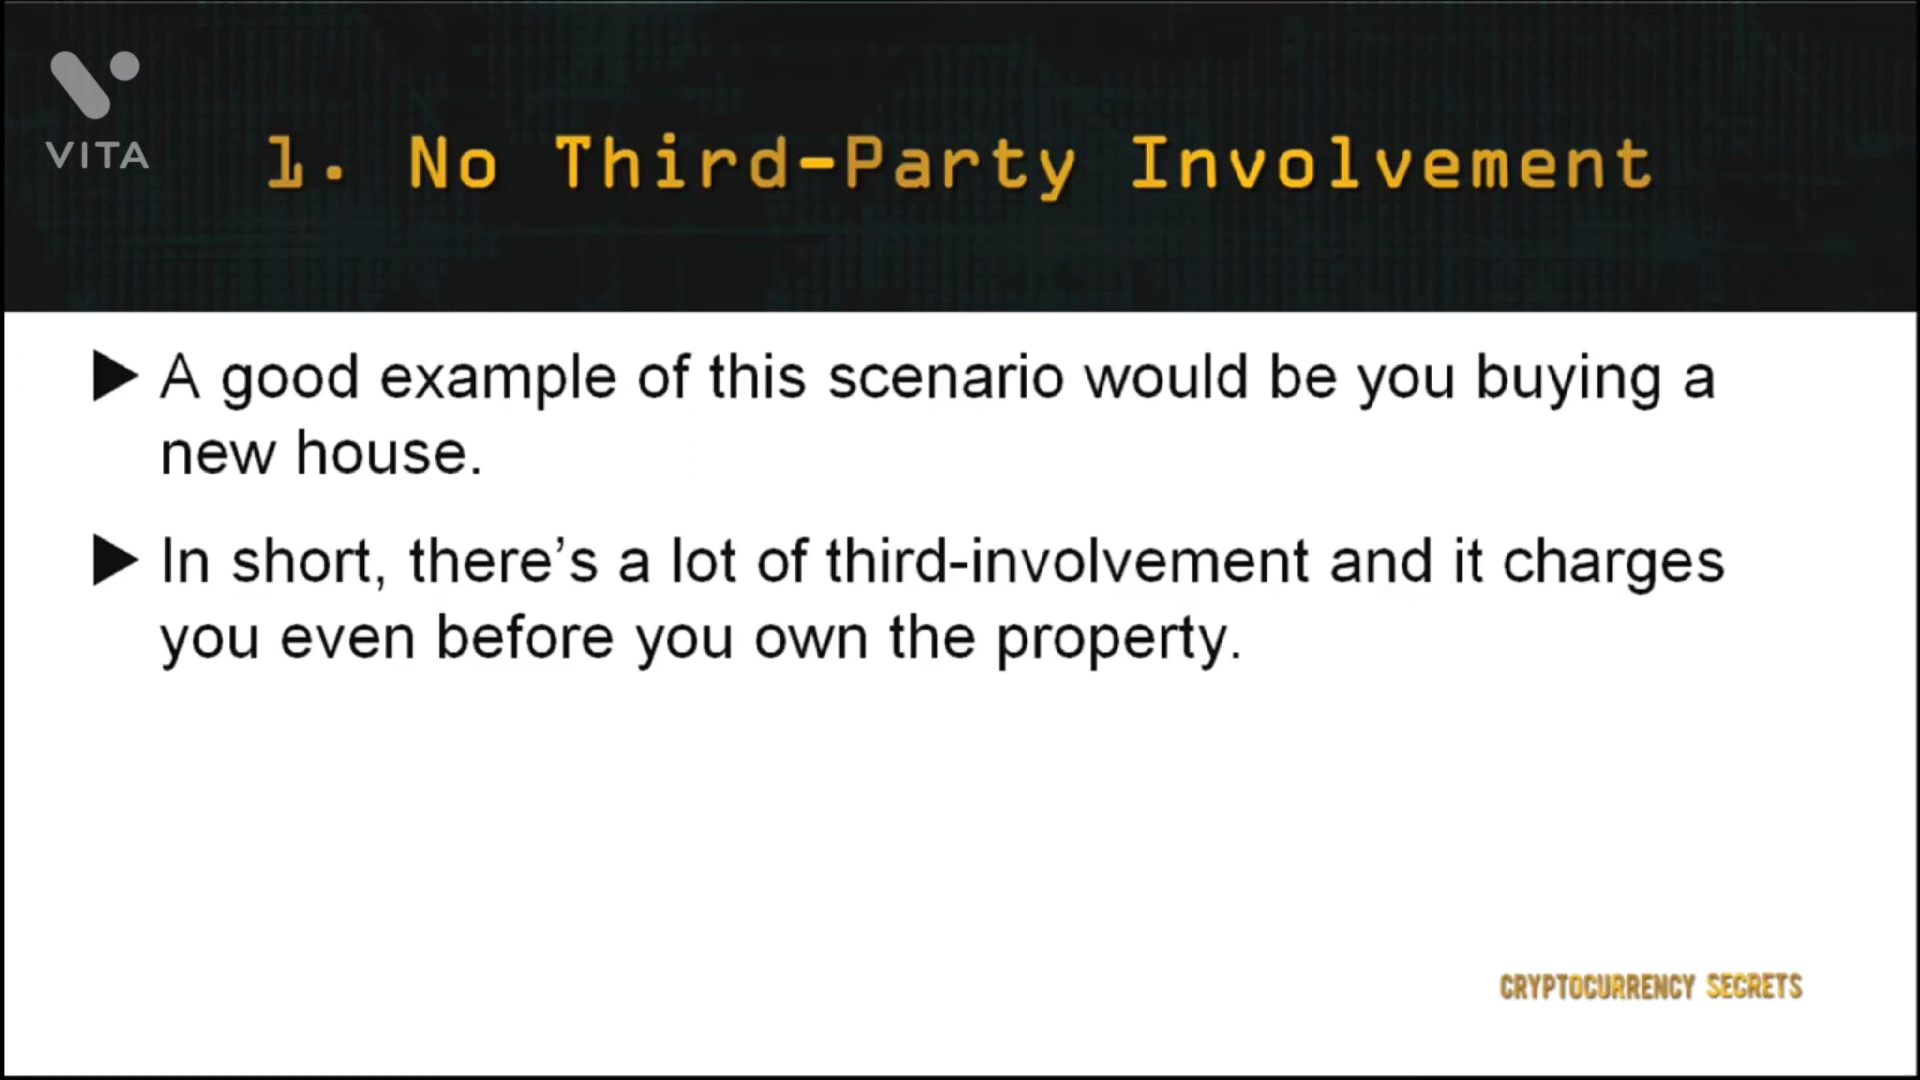 VITA
1. No Third-Party Involvement
A good example of this scenario would be you buying a
new house.
In short, there’s a lot of third-involvement and it charges
you even before you own the property.
CRYPTOCURRENCY SECRETS